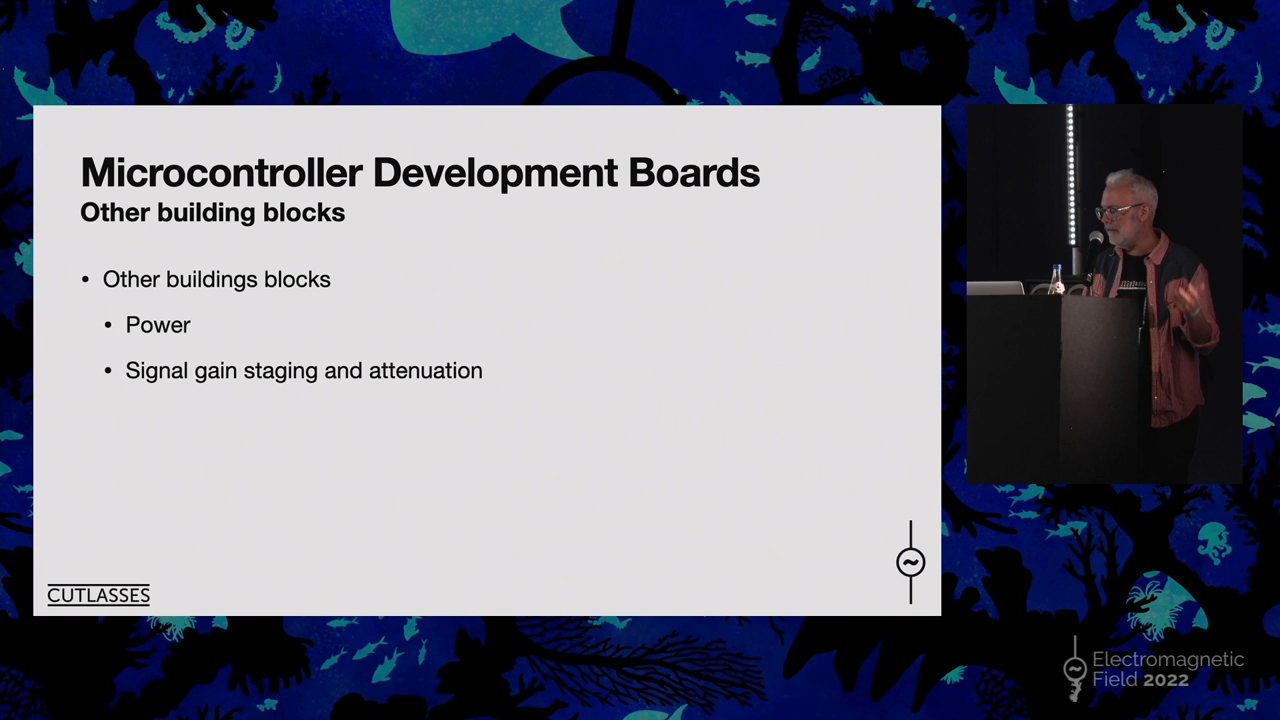 Microcontroller Development Boards
Other building blocks
• Other buildings blocks
• Power
• Signal gain staging and attenuation
CUTLASSES
Electromagnetic
Field 2022